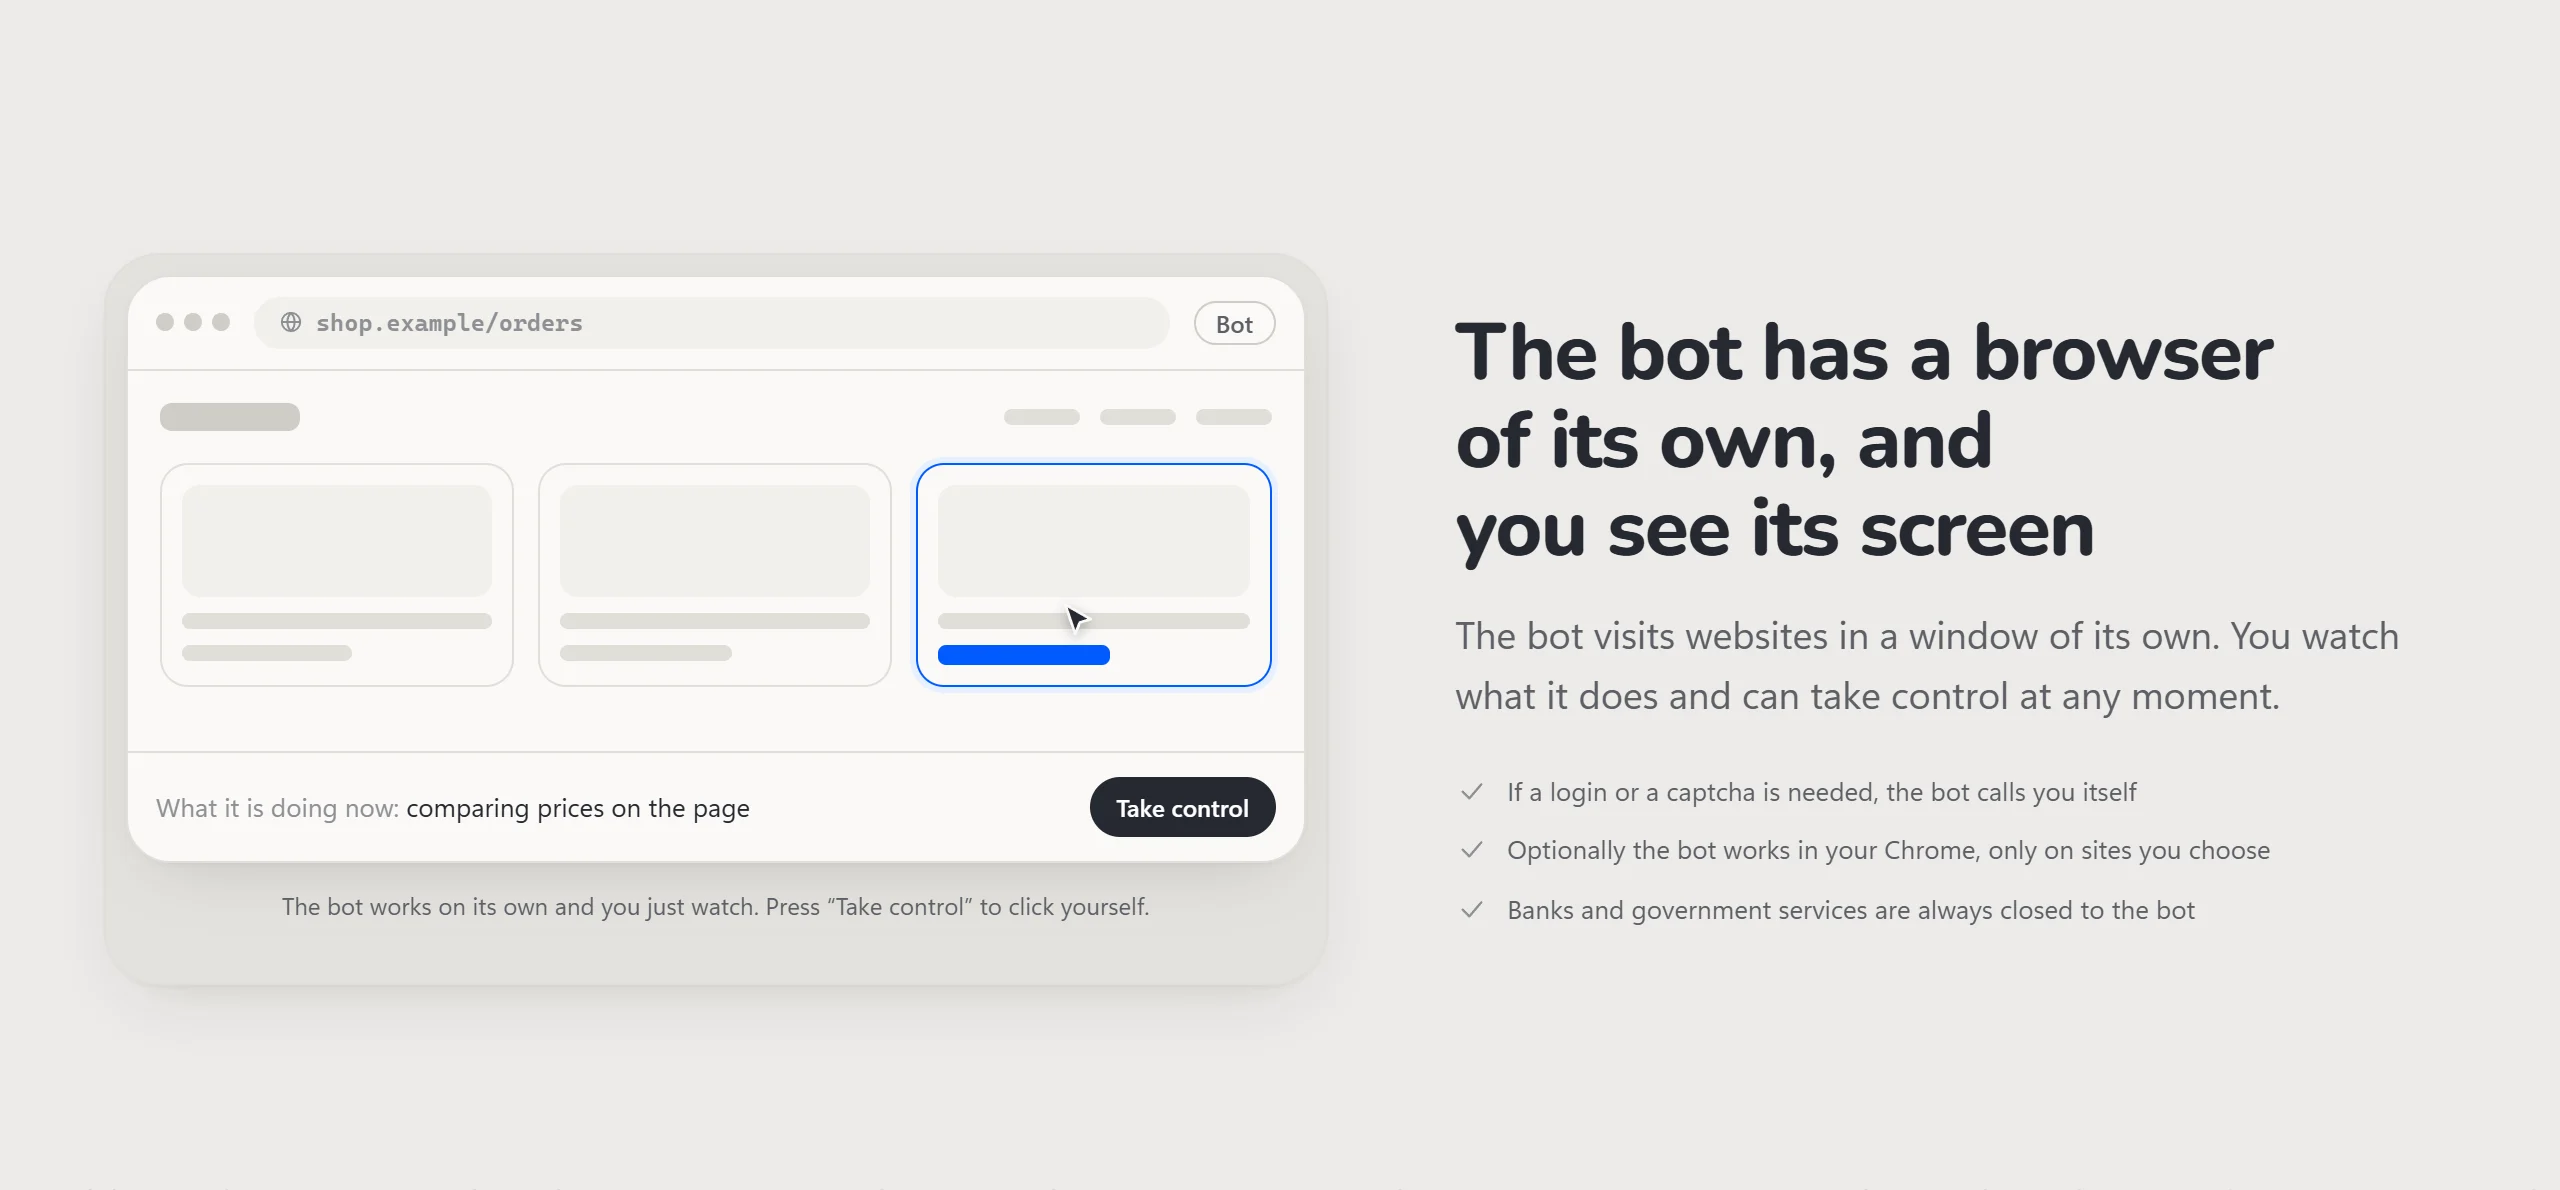 shop.example/orders
Bot
What it is doing now: comparing prices on the page
Take control
The bot works on its own and you just watch. Press “Take control” to click yourself.
The bot has a browser
of its own, and
you see its screen
The bot visits websites in a window of its own. You watch
what it does and can take control at any moment.
If a login or a captcha is needed, the bot calls you itself
Optionally the bot works in your Chrome, only on sites you choose
Banks and government services are always closed to the bot